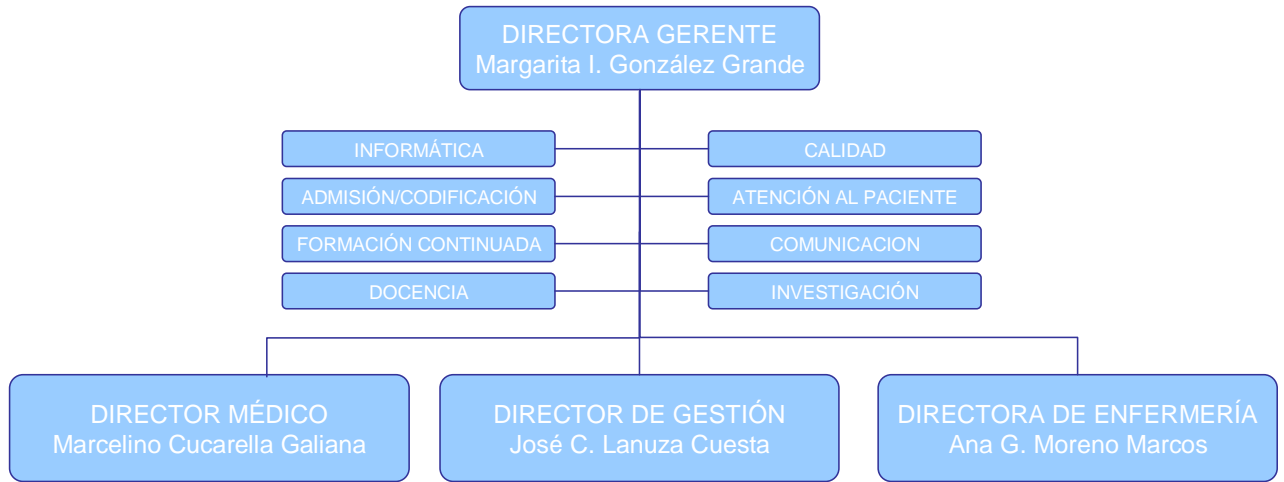 DIRECTORA GERENTE
Margarita I. González Grande
INFORMÁTICA
CALIDAD
ADMISIÓN/CODIFICACIÓN
ATENCIÓN AL PACIENTE
FORMACIÓN CONTINUADA
COMUNICACION
DOCENCIA
INVESTIGACIÓN
DIRECTOR MÉDICO
Marcelino Cucarella Galiana
DIRECTOR DE GESTIÓN
José C. Lanuza Cuesta
DIRECTORA DE ENFERMERÍA
Ana G. Moreno Marcos